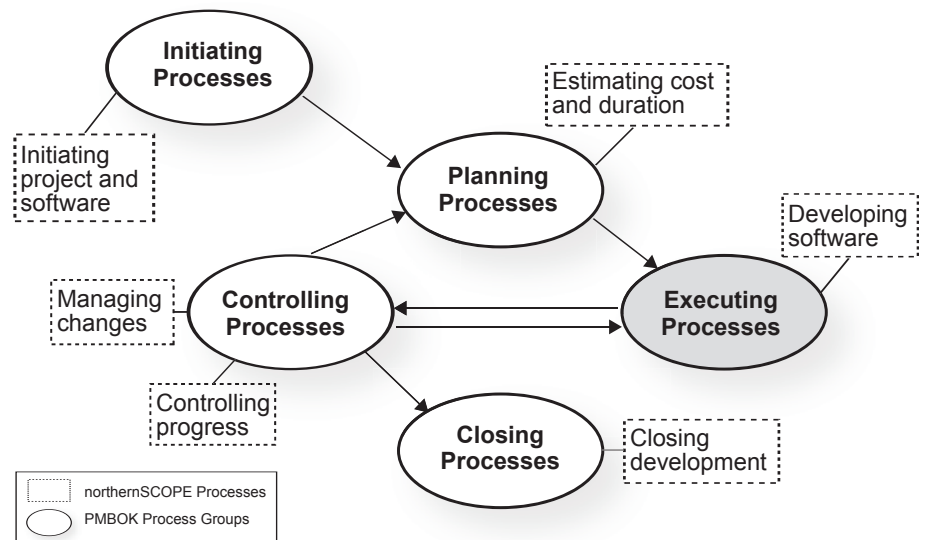 Initiating
Processes
Estimating cost
and duration
Initiating
project and
software
Planning
Processes
Developing
software
Managing
changes
Controlling
Processes
Executing
Processes
Controlling
progress
Closing
Processes
Closing
development
northernSCOPE Processes
PMBOK Process Groups